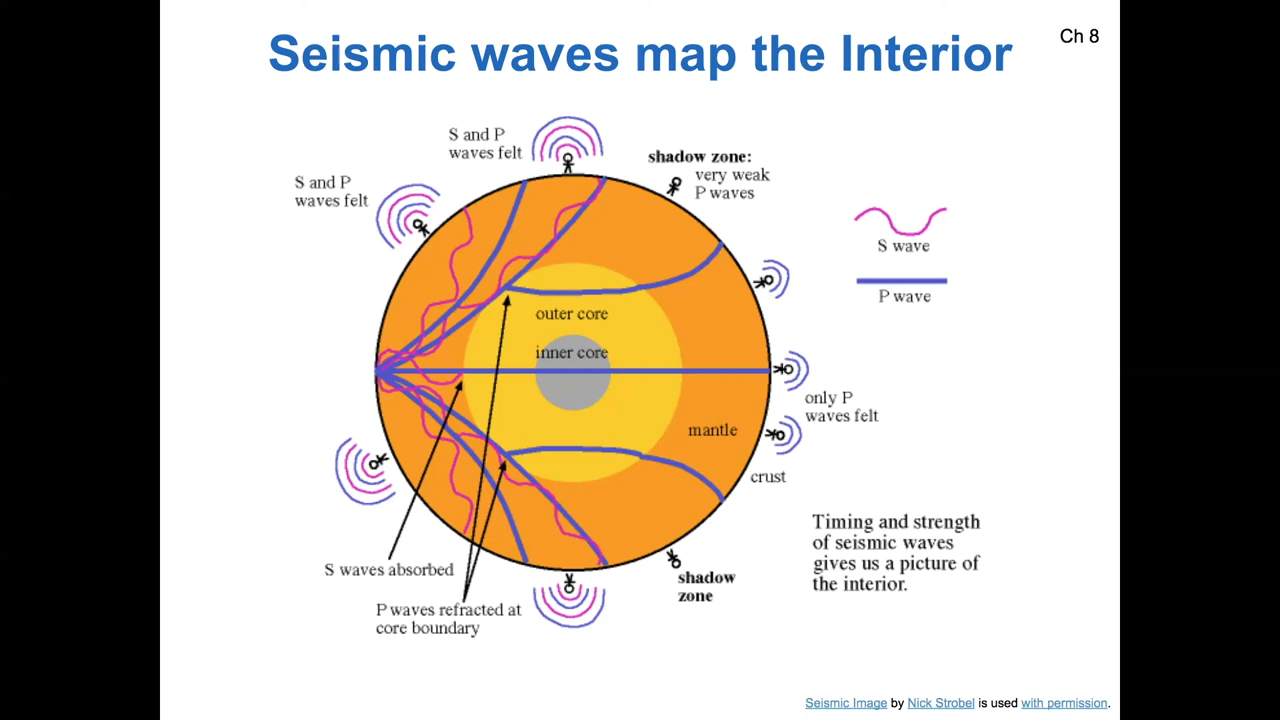 Ch 8
Seismic waves map the Interior
S and P
waves felt
S and P
waves felt
shadow zone:
very weak
P waves
S wave
P wave
outer core
inner core
mantle
crust
only P
waves felt
S waves absorbed
P waves refracted at
core boundary
shadow
zone
Timing and strength
of seismic waves
gives us a picture of
the interior.
Seismic Image by Nick Strobel is used with permission.